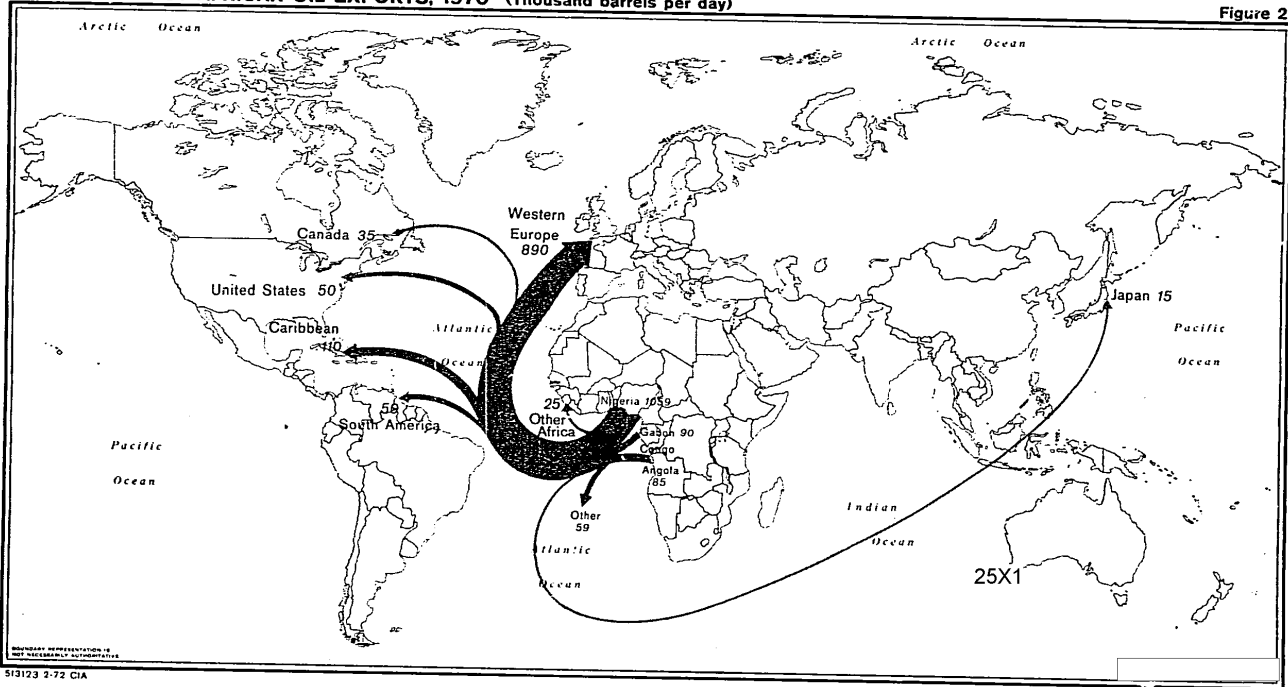 OIL EXPORTS, 1970 (Thousand barrels per day)
Figure 2
Arctic Ocean
Arctic Ocean
Western
Europe
890
Canada 35
United States 50
Caribbean
110
Atlantic
Ocean
Japan 15
Pacific
Ocean
25
Other
Africa
Nigeria 1059
Gabon 90
Congo
Angola
85
South America
Pacific
Ocean
Other
59
Atlantic
Ocean
Indian
Ocean
25X1
BOUNDARY REPRESENTATION IS
NOT NECESSARILY AUTHORITATIVE
513123 2-72 CIA